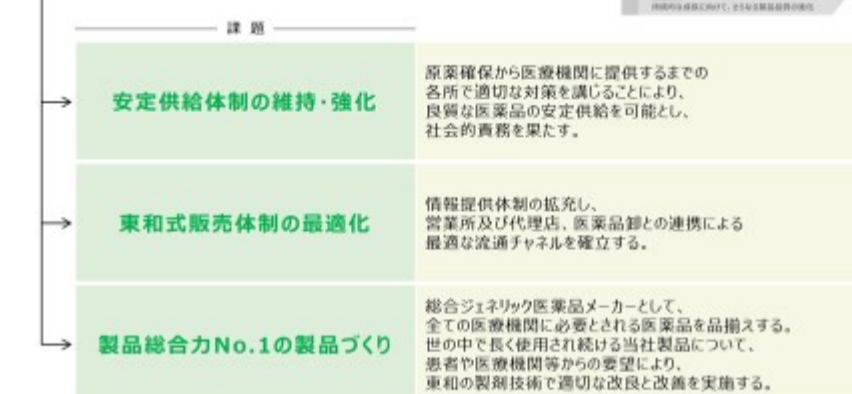 課 題
安定供給体制の維持・強化
原薬確保から医療機関に提供するまでの
各所で適切な対策を講じることにより、
良質な医薬品の安定供給を可能とし、
社会的責務を果たす。
東和式販売体制の最適化
情報提供体制の拡充し、
営業所及び代理店、医薬品卸との連携による
最適な流通チャネルを確立する。
製品総合力No.1の製品づくり
総合ジェネリック医薬品メーカーとして、
全ての医療機関に必要とされる医薬品を品揃えする。
世の中で長く使用され続ける当社製品について、
患者や医療機関等からの要望により、
東和の製剤技術で適切な改良と改善を実施する。